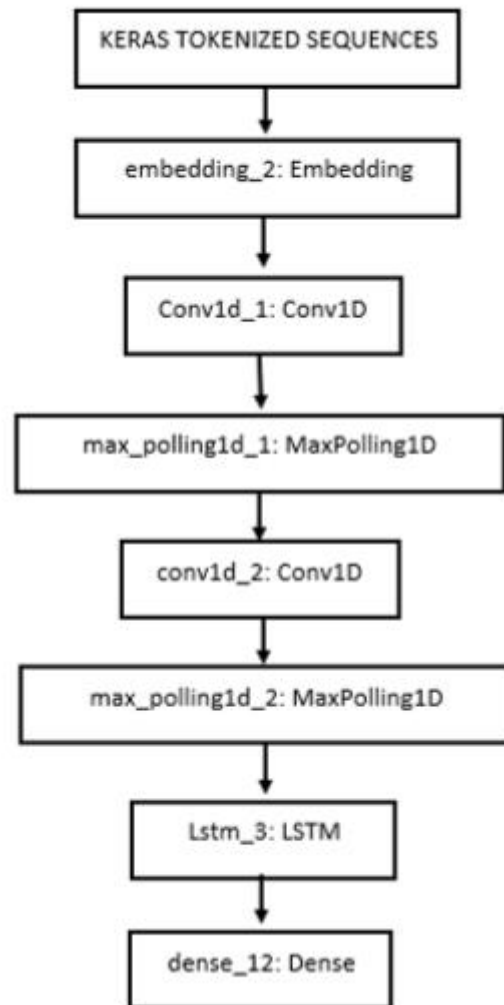 KERAS TOKENIZED SEQUENCES
embedding_2: Embedding
Conv1d_1: Conv1D
max_polling1d_1: MaxPolling1D
conv1d_2: Conv1D
max_polling1d_2: MaxPolling1D
Lstm_3: LSTM
dense_12: Dense